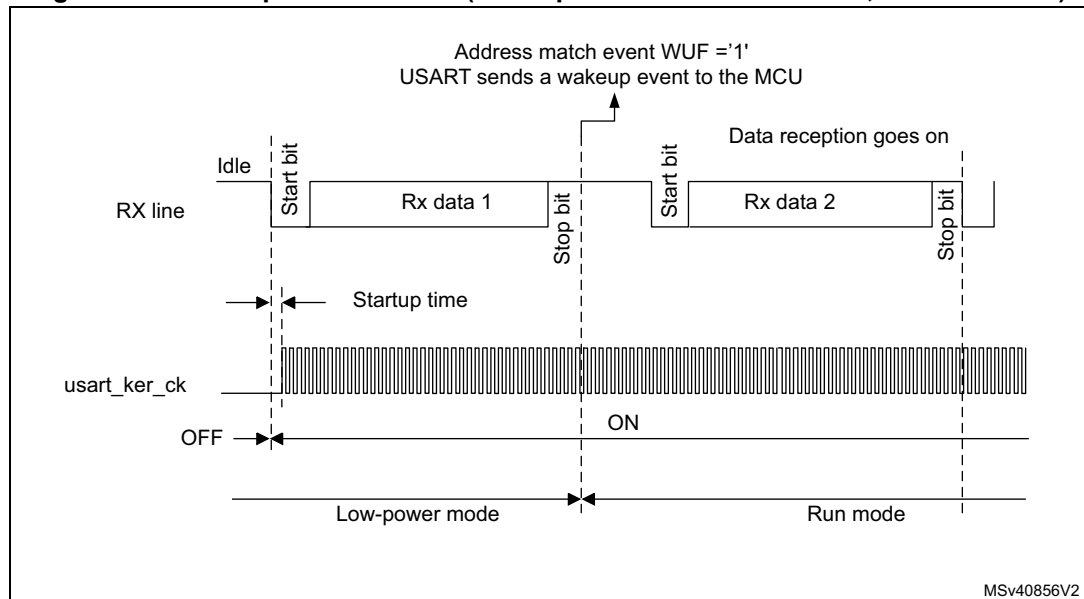 Address match event WUF ='1'
USART sends a wakeup event to the MCU
Data reception goes on
Idle
Start bit
Start bit
RX line
Rx data 1
Rx data 2
Stop bit
Stop bit
Startup time
usart_ker_ck
OFF
ON
Low-power mode
Run mode
MSv40856V2